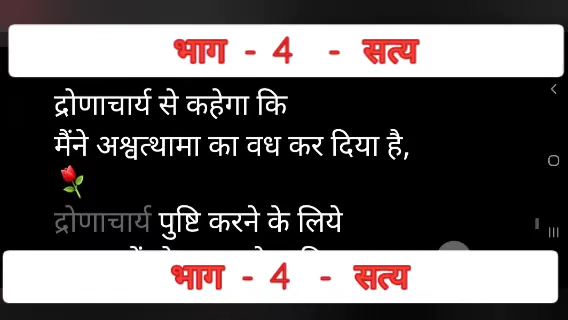 भाग - 4 - सत्य
द्रोणाचार्य से कहेगा कि
मैंने अश्वत्थामा का वध कर दिया है,
🌹
द्रोणाचार्य पुष्टि करने के लिये
भाग - 4 - सत्य